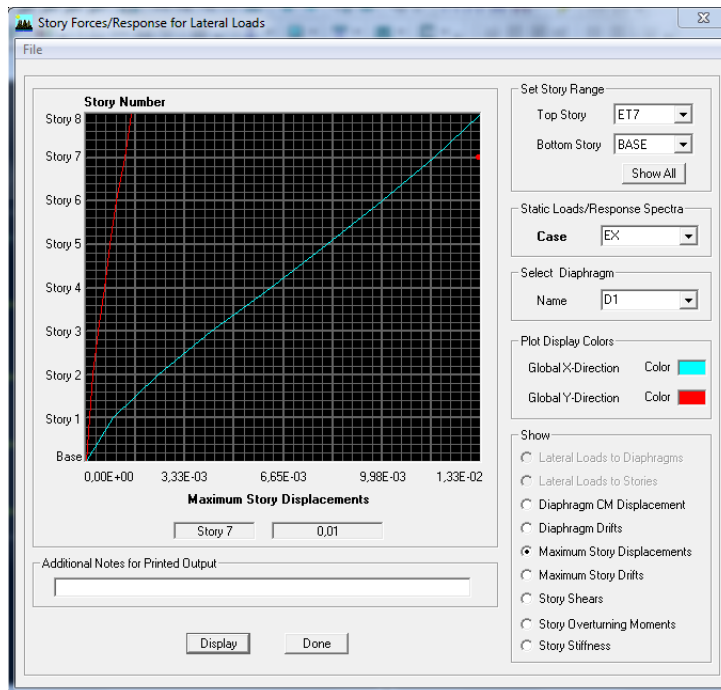 Story Forces/Response for Lateral Loads
File
Story Number
Story 8
Story 7
Story 6
Story 5
Story 4
Story 3
Story 2
Story 1
Base
0,00E+00 3,33E-03 6,65E-03 9,98E-03 1,33E-02
Maximum Story Displacements
Story 7 0,01
Additional Notes for Printed Output
Display Done
Set Story Range
Top Story ET7
Bottom Story BASE
Show All
Static Loads/Response Spectra
Case EX
Select Diaphragm
Name D1
Plot Display Colors
Global X-Direction Color
Global Y-Direction Color
Show
Lateral Loads to Diaphragms
Lateral Loads to Stories
Diaphragm CM Displacement
Diaphragm Drifts
Maximum Story Displacements
Maximum Story Drifts
Story Shears
Story Overturning Moments
Story Stiffness